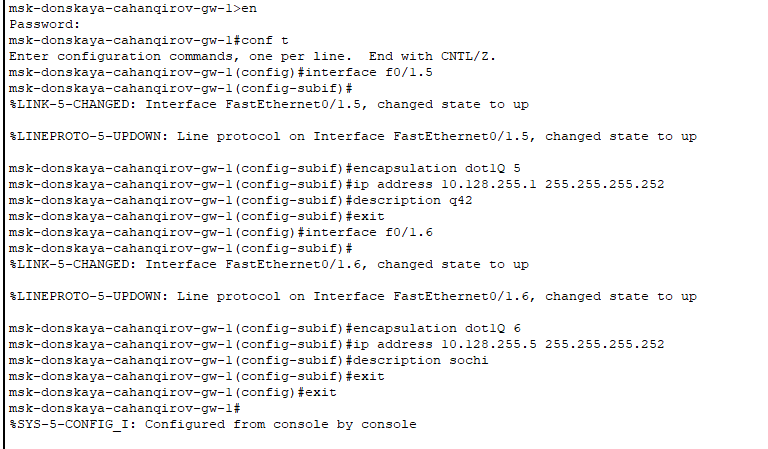 msk-donskaya-cahanqirov-gw-1>en
Password:
msk-donskaya-cahanqirov-gw-1#conf t
Enter configuration commands, one per line.  End with CNTL/Z.
msk-donskaya-cahanqirov-gw-1(config)#interface f0/1.5
msk-donskaya-cahanqirov-gw-1(config-subif)#
%LINK-5-CHANGED: Interface FastEthernet0/1.5, changed state to up
%LINEPROTO-5-UPDOWN: Line protocol on Interface FastEthernet0/1.5, changed state to up
msk-donskaya-cahanqirov-gw-1(config-subif)#encapsulation dot1Q 5
msk-donskaya-cahanqirov-gw-1(config-subif)#ip address 10.128.255.1 255.255.255.252
msk-donskaya-cahanqirov-gw-1(config-subif)#description q42
msk-donskaya-cahanqirov-gw-1(config-subif)#exit
msk-donskaya-cahanqirov-gw-1(config)#interface f0/1.6
msk-donskaya-cahanqirov-gw-1(config-subif)#
%LINK-5-CHANGED: Interface FastEthernet0/1.6, changed state to up
%LINEPROTO-5-UPDOWN: Line protocol on Interface FastEthernet0/1.6, changed state to up
msk-donskaya-cahanqirov-gw-1(config-subif)#encapsulation dot1Q 6
msk-donskaya-cahanqirov-gw-1(config-subif)#ip address 10.128.255.5 255.255.255.252
msk-donskaya-cahanqirov-gw-1(config-subif)#description sochi
msk-donskaya-cahanqirov-gw-1(config-subif)#exit
msk-donskaya-cahanqirov-gw-1(config)#exit
msk-donskaya-cahanqirov-gw-1#
%SYS-5-CONFIG_I: Configured from console by console